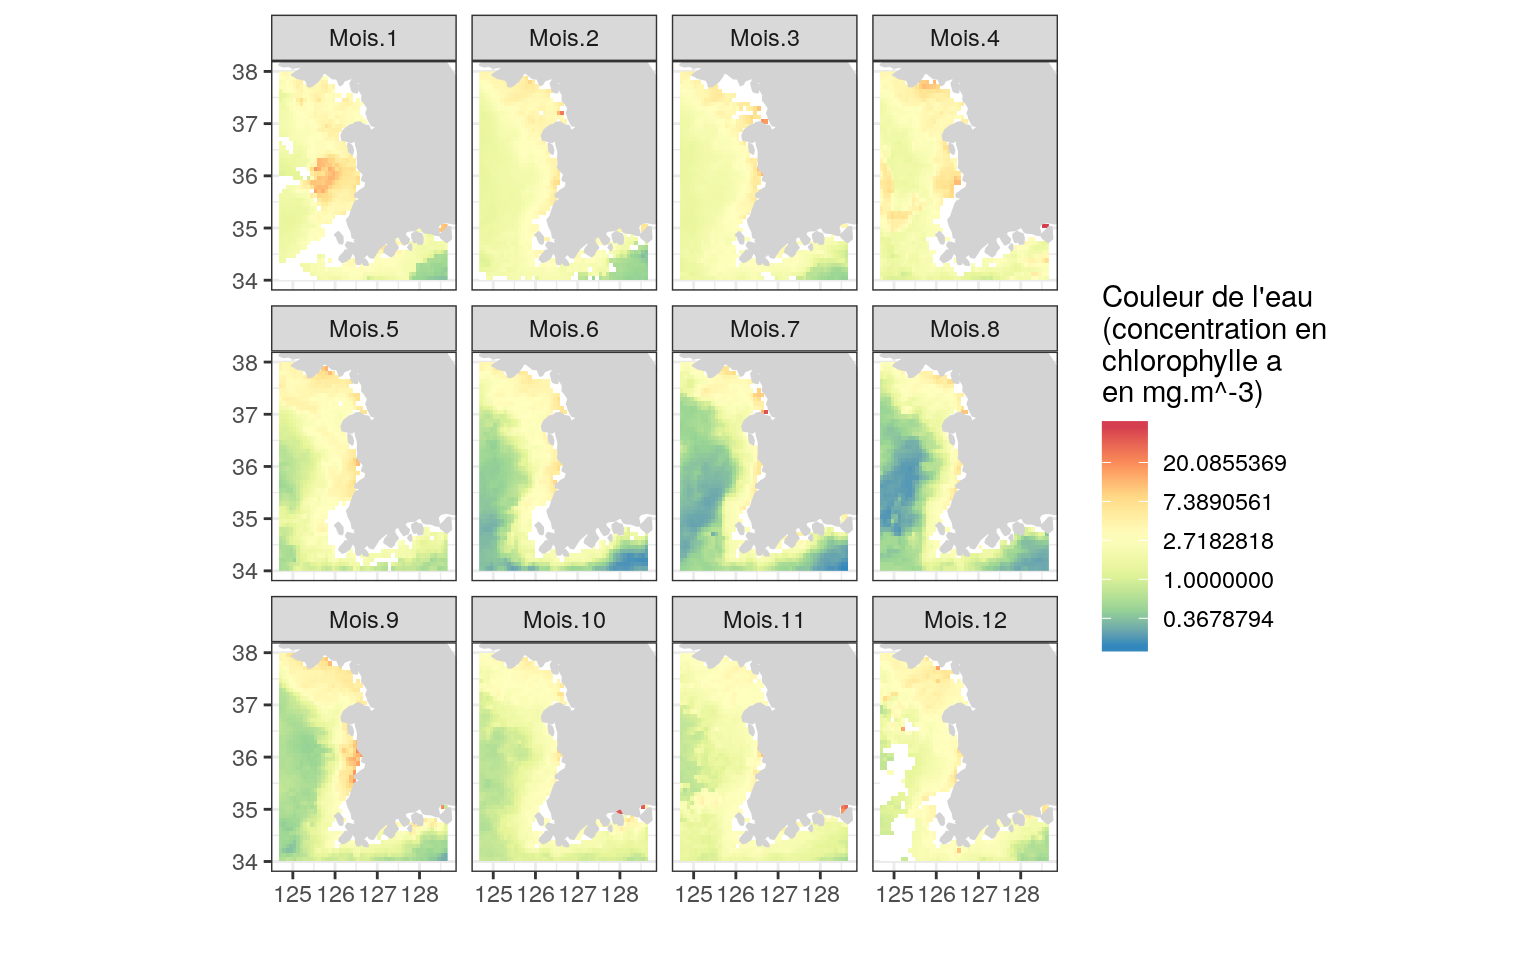 Mois.1 Mois.2 Mois.3 Mois.4
38
37
36
35
34
Mois.5 Mois.6 Mois.7 Mois.8
38
37
36
35
34
Mois.9 Mois.10 Mois.11 Mois.12
38
37
36
35
34
125 126 127 128 125 126 127 128 125 126 127 128 125 126 127 128
Couleur de l'eau
(concentration en
chlorophylle a
en mg.m^-3)
20.0855369
7.3890561
2.7182818
1.0000000
0.3678794